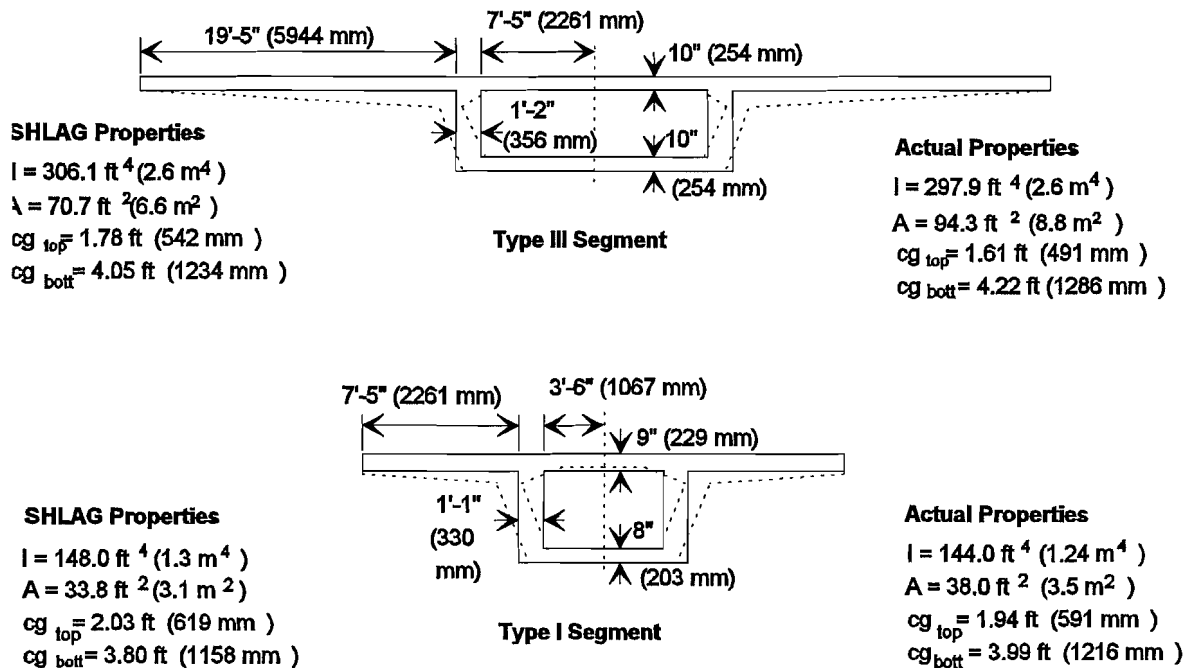 7'-5" (2261 mm)
19'-5" (5944 mm)
10" (254 mm)
1'-2"
(356 mm)
10"
(254 mm)
SHLAG Properties
I = 306.1 ft 4 (2.6 m4 )
A = 70.7 ft 2(6.6 m2 )
cg top= 1.78 ft (542 mm )
cg bott= 4.05 ft (1234 mm )
Type III Segment
Actual Properties
I = 297.9 ft 4 (2.6 m4)
A = 94.3 ft 2 (8.8 m2 )
cg top= 1.61 ft (491 mm )
cg bott= 4.22 ft (1286 mm )
3'-6" (1067 mm)
7'-5" (2261 mm)
9" (229 mm)
1'-1"
(330
mm)
8"
(203 mm)
SHLAG Properties
I = 148.0 ft 4 (1.3 m4 )
A = 33.8 ft 2 (3.1 m 2 )
cg top= 2.03 ft (619 mm )
cg bott= 3.80 ft (1158 mm )
Type I Segment
Actual Properties
I = 144.0 ft 4 (1.24 m4 )
A = 38.0 ft 2 (3.5 m2 )
cg top= 1.94 ft (591 mm )
cg bott= 3.99 ft (1216 mm )